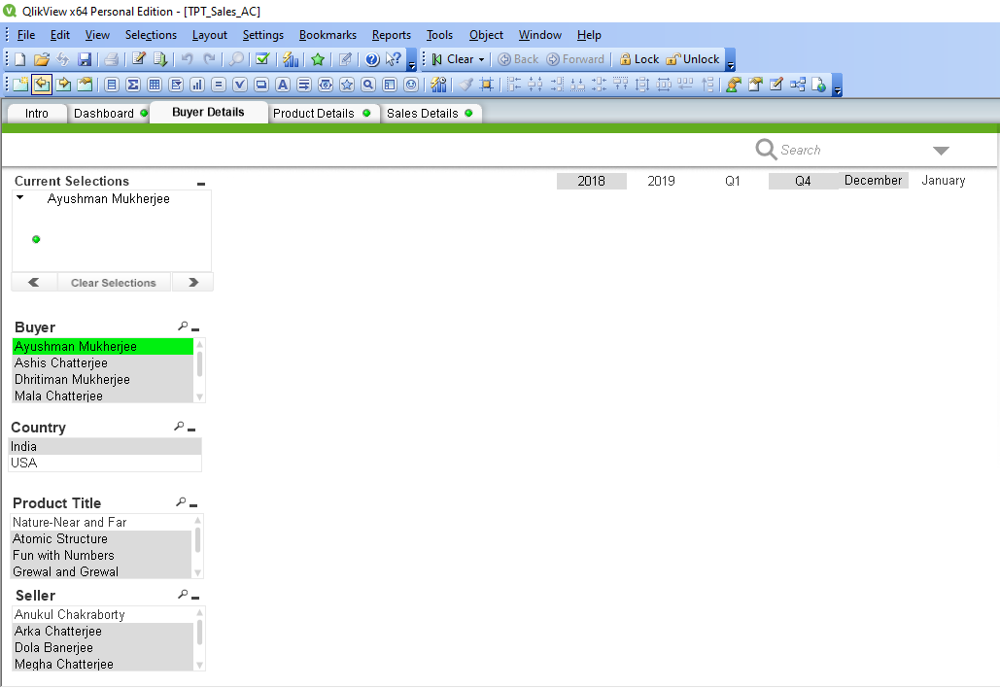 QlikView x64 Personal Edition - [TPT_Sales_AC]
File Edit View Selections Layout Settings Bookmarks Reports Tools Object Window Help
Clear Back Forward Lock Unlock
Intro Dashboard Buyer Details Product Details Sales Details
Search
Current Selections
2018 2019 Q1 Q4 December January
Ayushman Mukherjee
Clear Selections
Buyer
Ayushman Mukherjee
Ashis Chatterjee
Dhritiman Mukherjee
Mala Chatterjee
Country
India
USA
Product Title
Nature-Near and Far
Atomic Structure
Fun with Numbers
Grewal and Grewal
Seller
Anukul Chakraborty
Arka Chatterjee
Dola Banerjee
Megha Chatterjee